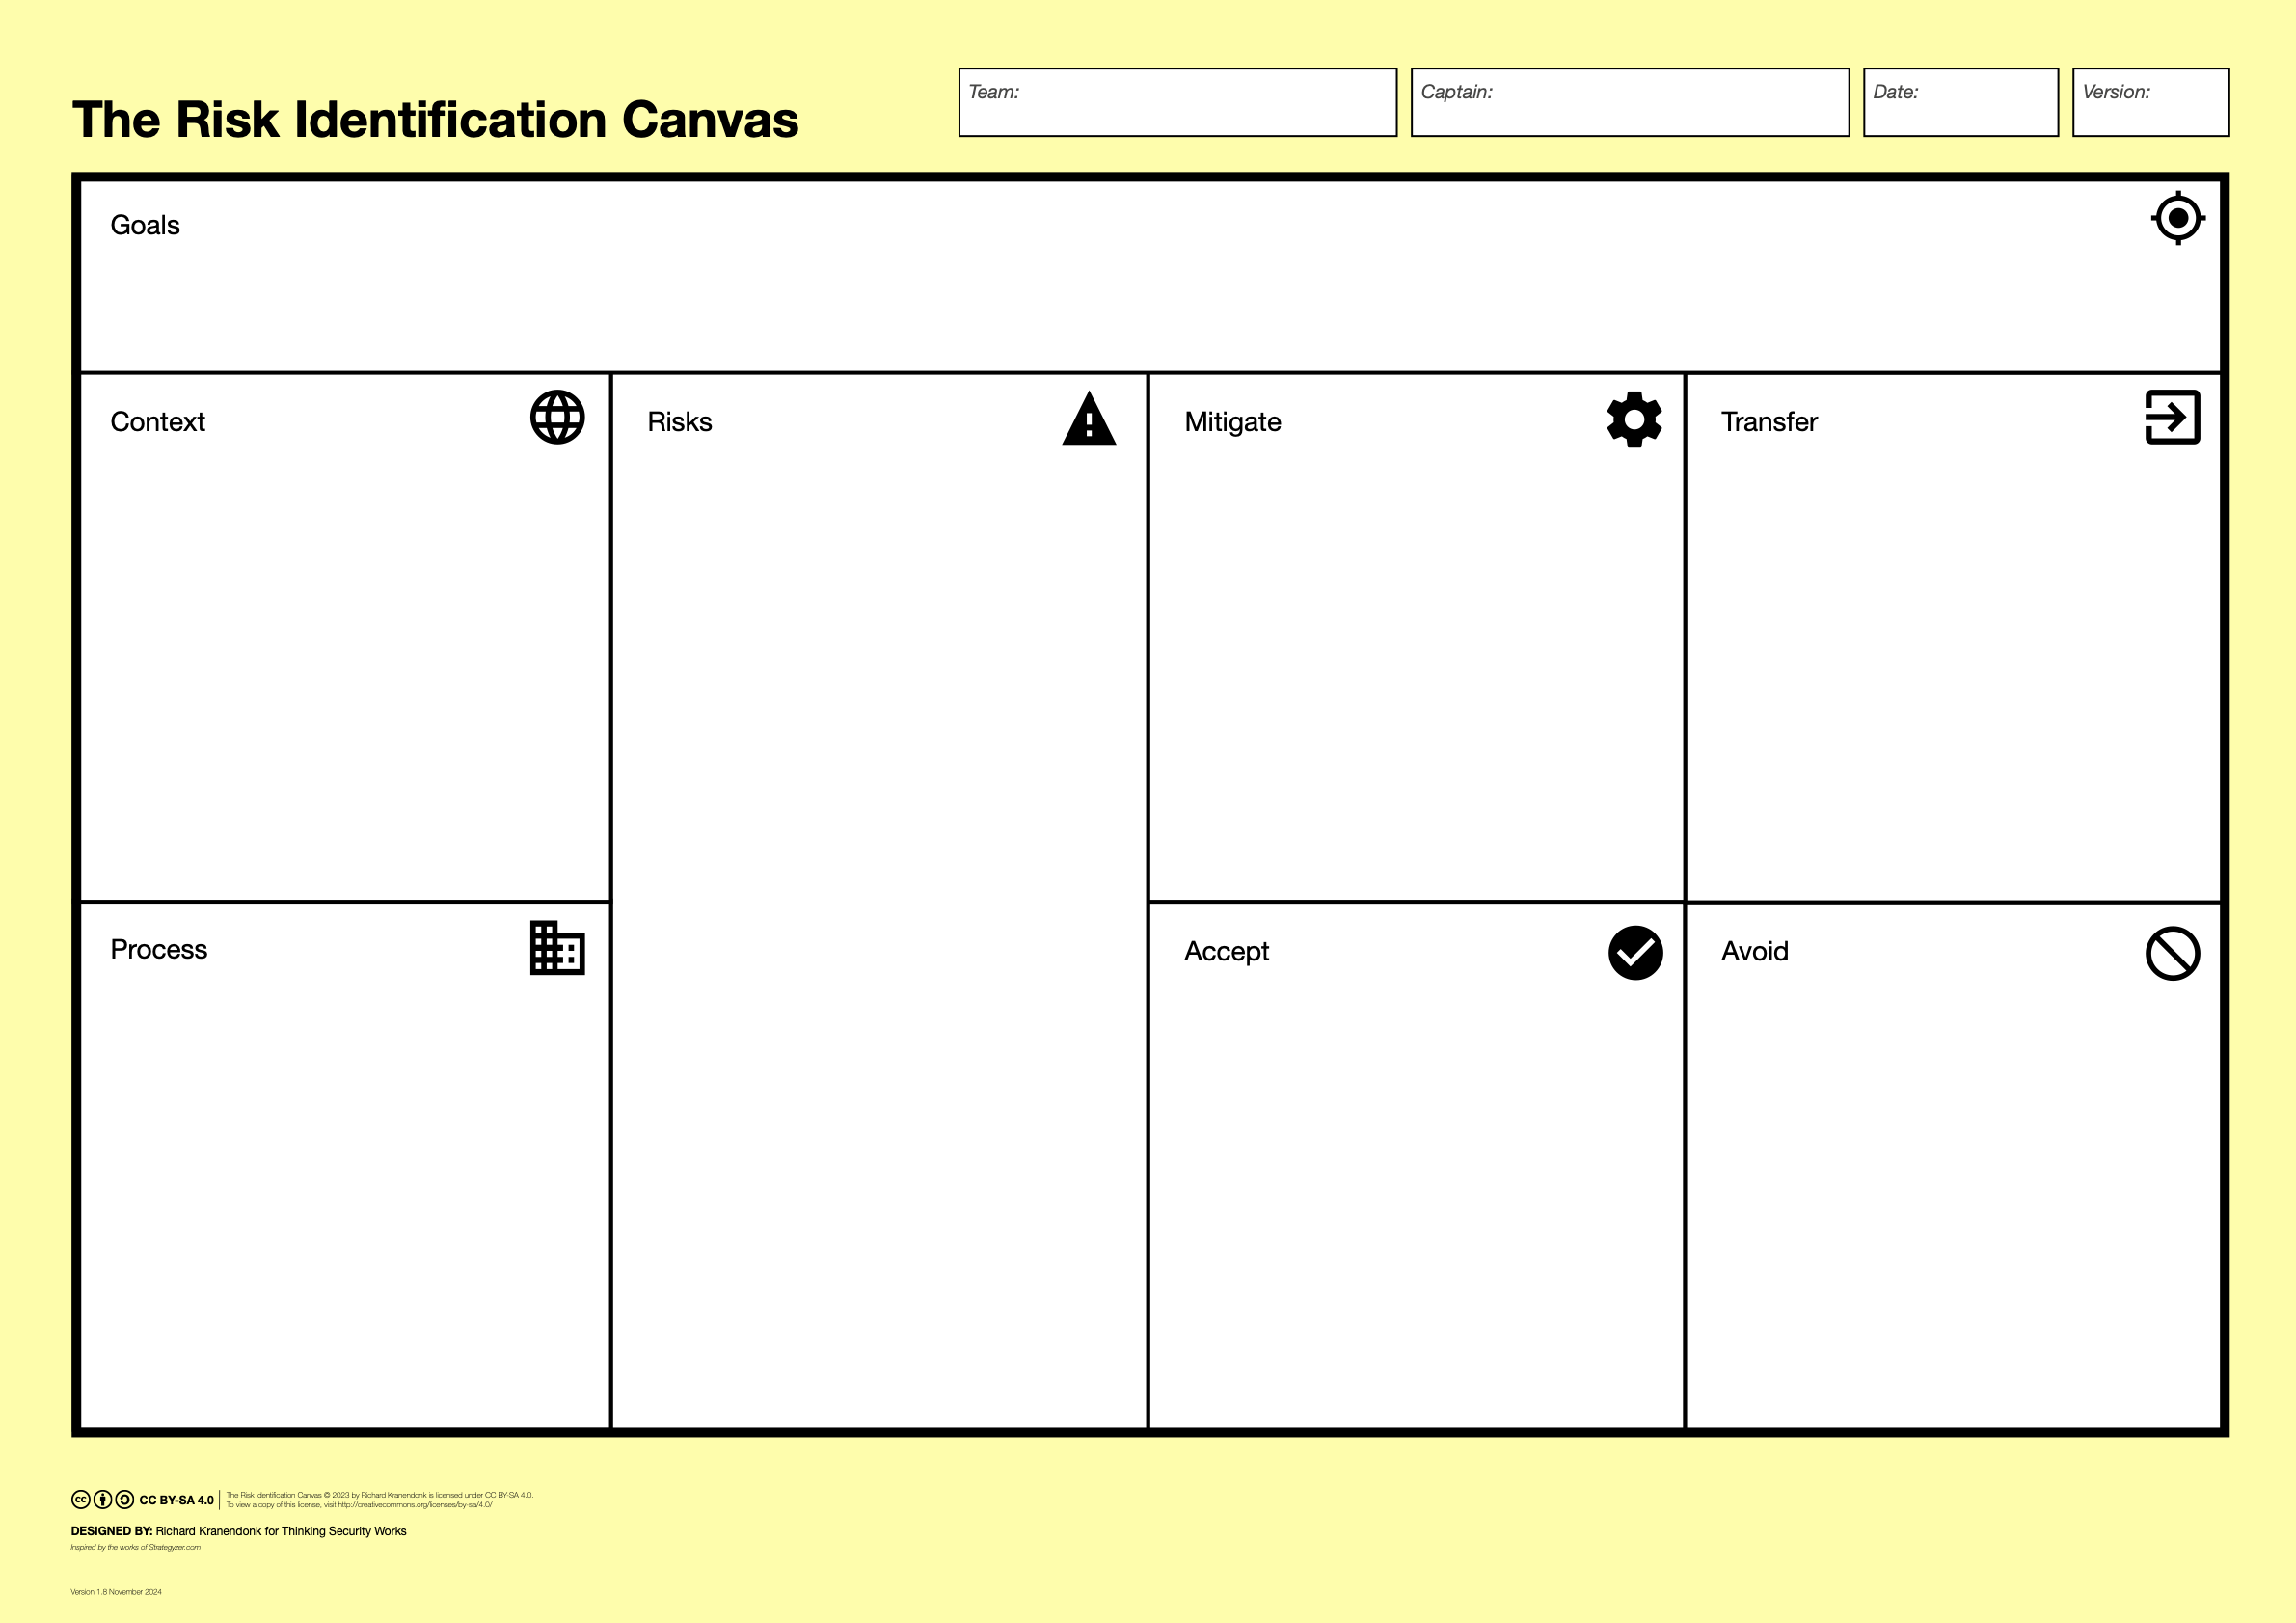 The Risk Identification Canvas
Team:
Captain:
Date:
Version:
Goals
Context
Risks
Mitigate
Transfer
Process
Accept
Avoid
CC BY-SA 4.0
The Risk Identification Canvas © 2023 by Richard Kranendonk is licensed under CC BY-SA 4.0.
To view a copy of this license, visit http://creativecommons.org/licenses/by-sa/4.0/
DESIGNED BY: Richard Kranendonk for Thinking Security Works
Inspired by the works of Strategyzer.com
Version 1.8 November 2024